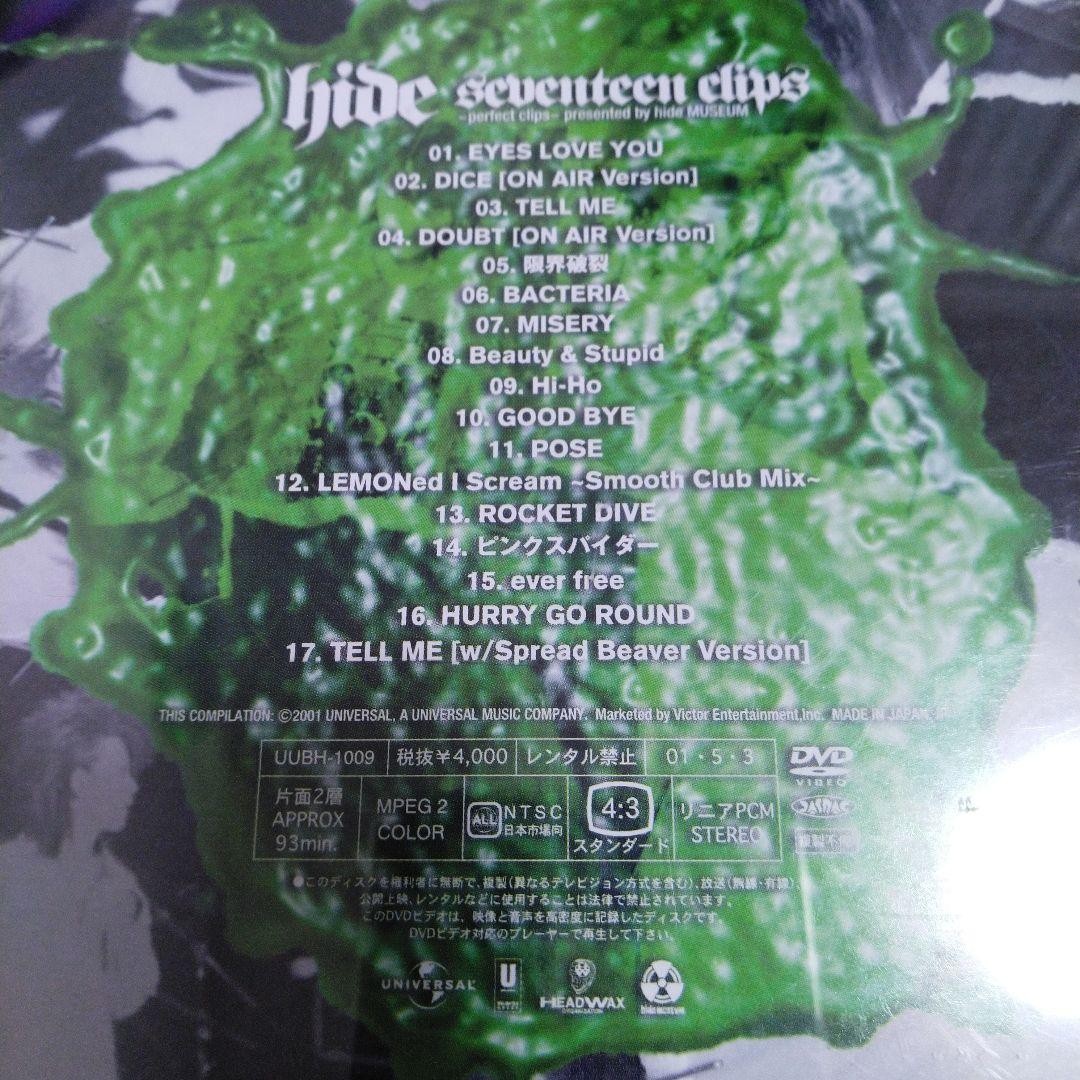 hide seventeen clips
~perfect clips~ presented by hide MUSEUM
01. EYES LOVE YOU
02. DICE [ON AIR Version]
03. TELL ME
04. DOUBT [ON AIR Version]
05. 限界破裂
06. BACTERIA
07. MISERY
08. Beauty & Stupid
09. Hi-Ho
10. GOOD BYE
11. POSE
12. LEMONed I Scream ~Smooth Club Mix~
13. ROCKET DIVE
14. ピンクスパイダー
15. ever free
16. HURRY GO ROUND
17. TELL ME [w/Spread Beaver Version]
THIS COMPILATION: ©2001 UNIVERSAL, A UNIVERSAL MUSIC COMPANY. Marketed by Victor Entertainment,Inc. MADE IN JAPAN
UUBH-1009 税抜¥4,000 レンタル禁止 01・5・3
DVD
VIDEO
片面2層
APPROX
93min.
MPEG 2
COLOR
ALL
NTSC
日本市場向
4:3
スタンダード
リニアPCM
STEREO
JASRAC
複製不能
●このディスクを権利者に無断で、複製(異なるテレビジョン方式を含む)、放送(無線・有線)、
公開上映、レンタルなどに使用することは法律で禁止されています。
このDVDビデオは、映像と音声を高密度に記録したディスクです。
DVDビデオ対応のプレーヤーで再生して下さい。
UNIVERSAL
U
HEADWAX
ORGANIZATION
hide MUSEUM